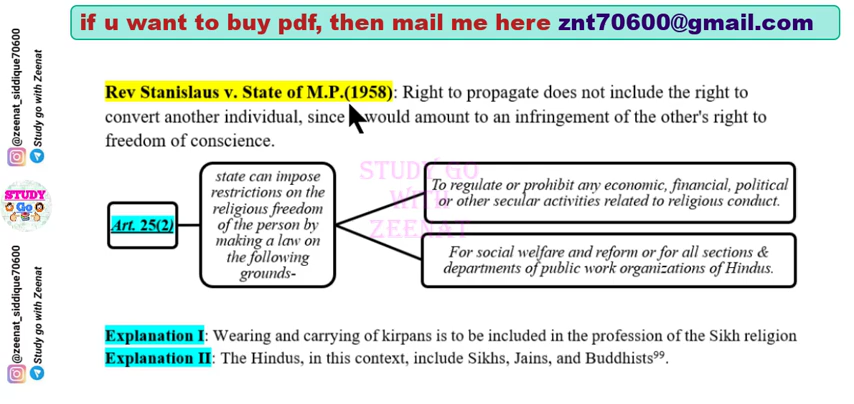 if u want to buy pdf, then mail me here znt70600@gmail.com
Rev Stanislaus v. State of M.P.(1958): Right to propagate does not include the right to
convert another individual, since would amount to an infringement of the other's right to
freedom of conscience.
Art. 25(2)
state can impose
restrictions on the
religious freedom
of the person by
making a law on
the following
grounds-
To regulate or prohibit any economic, financial, political
or other secular activities related to religious conduct.
For social welfare and reform or for all sections &
departments of public work organizations of Hindus.
STUDY GO
WITH
ZEENAT
Explanation I: Wearing and carrying of kirpans is to be included in the profession of the Sikh religion
Explanation II: The Hindus, in this context, include Sikhs, Jains, and Buddhists99.
@zeenat_siddique70600
Study go with Zeenat
STUDY
Go
@zeenat_siddique70600
Study go with Zeenat